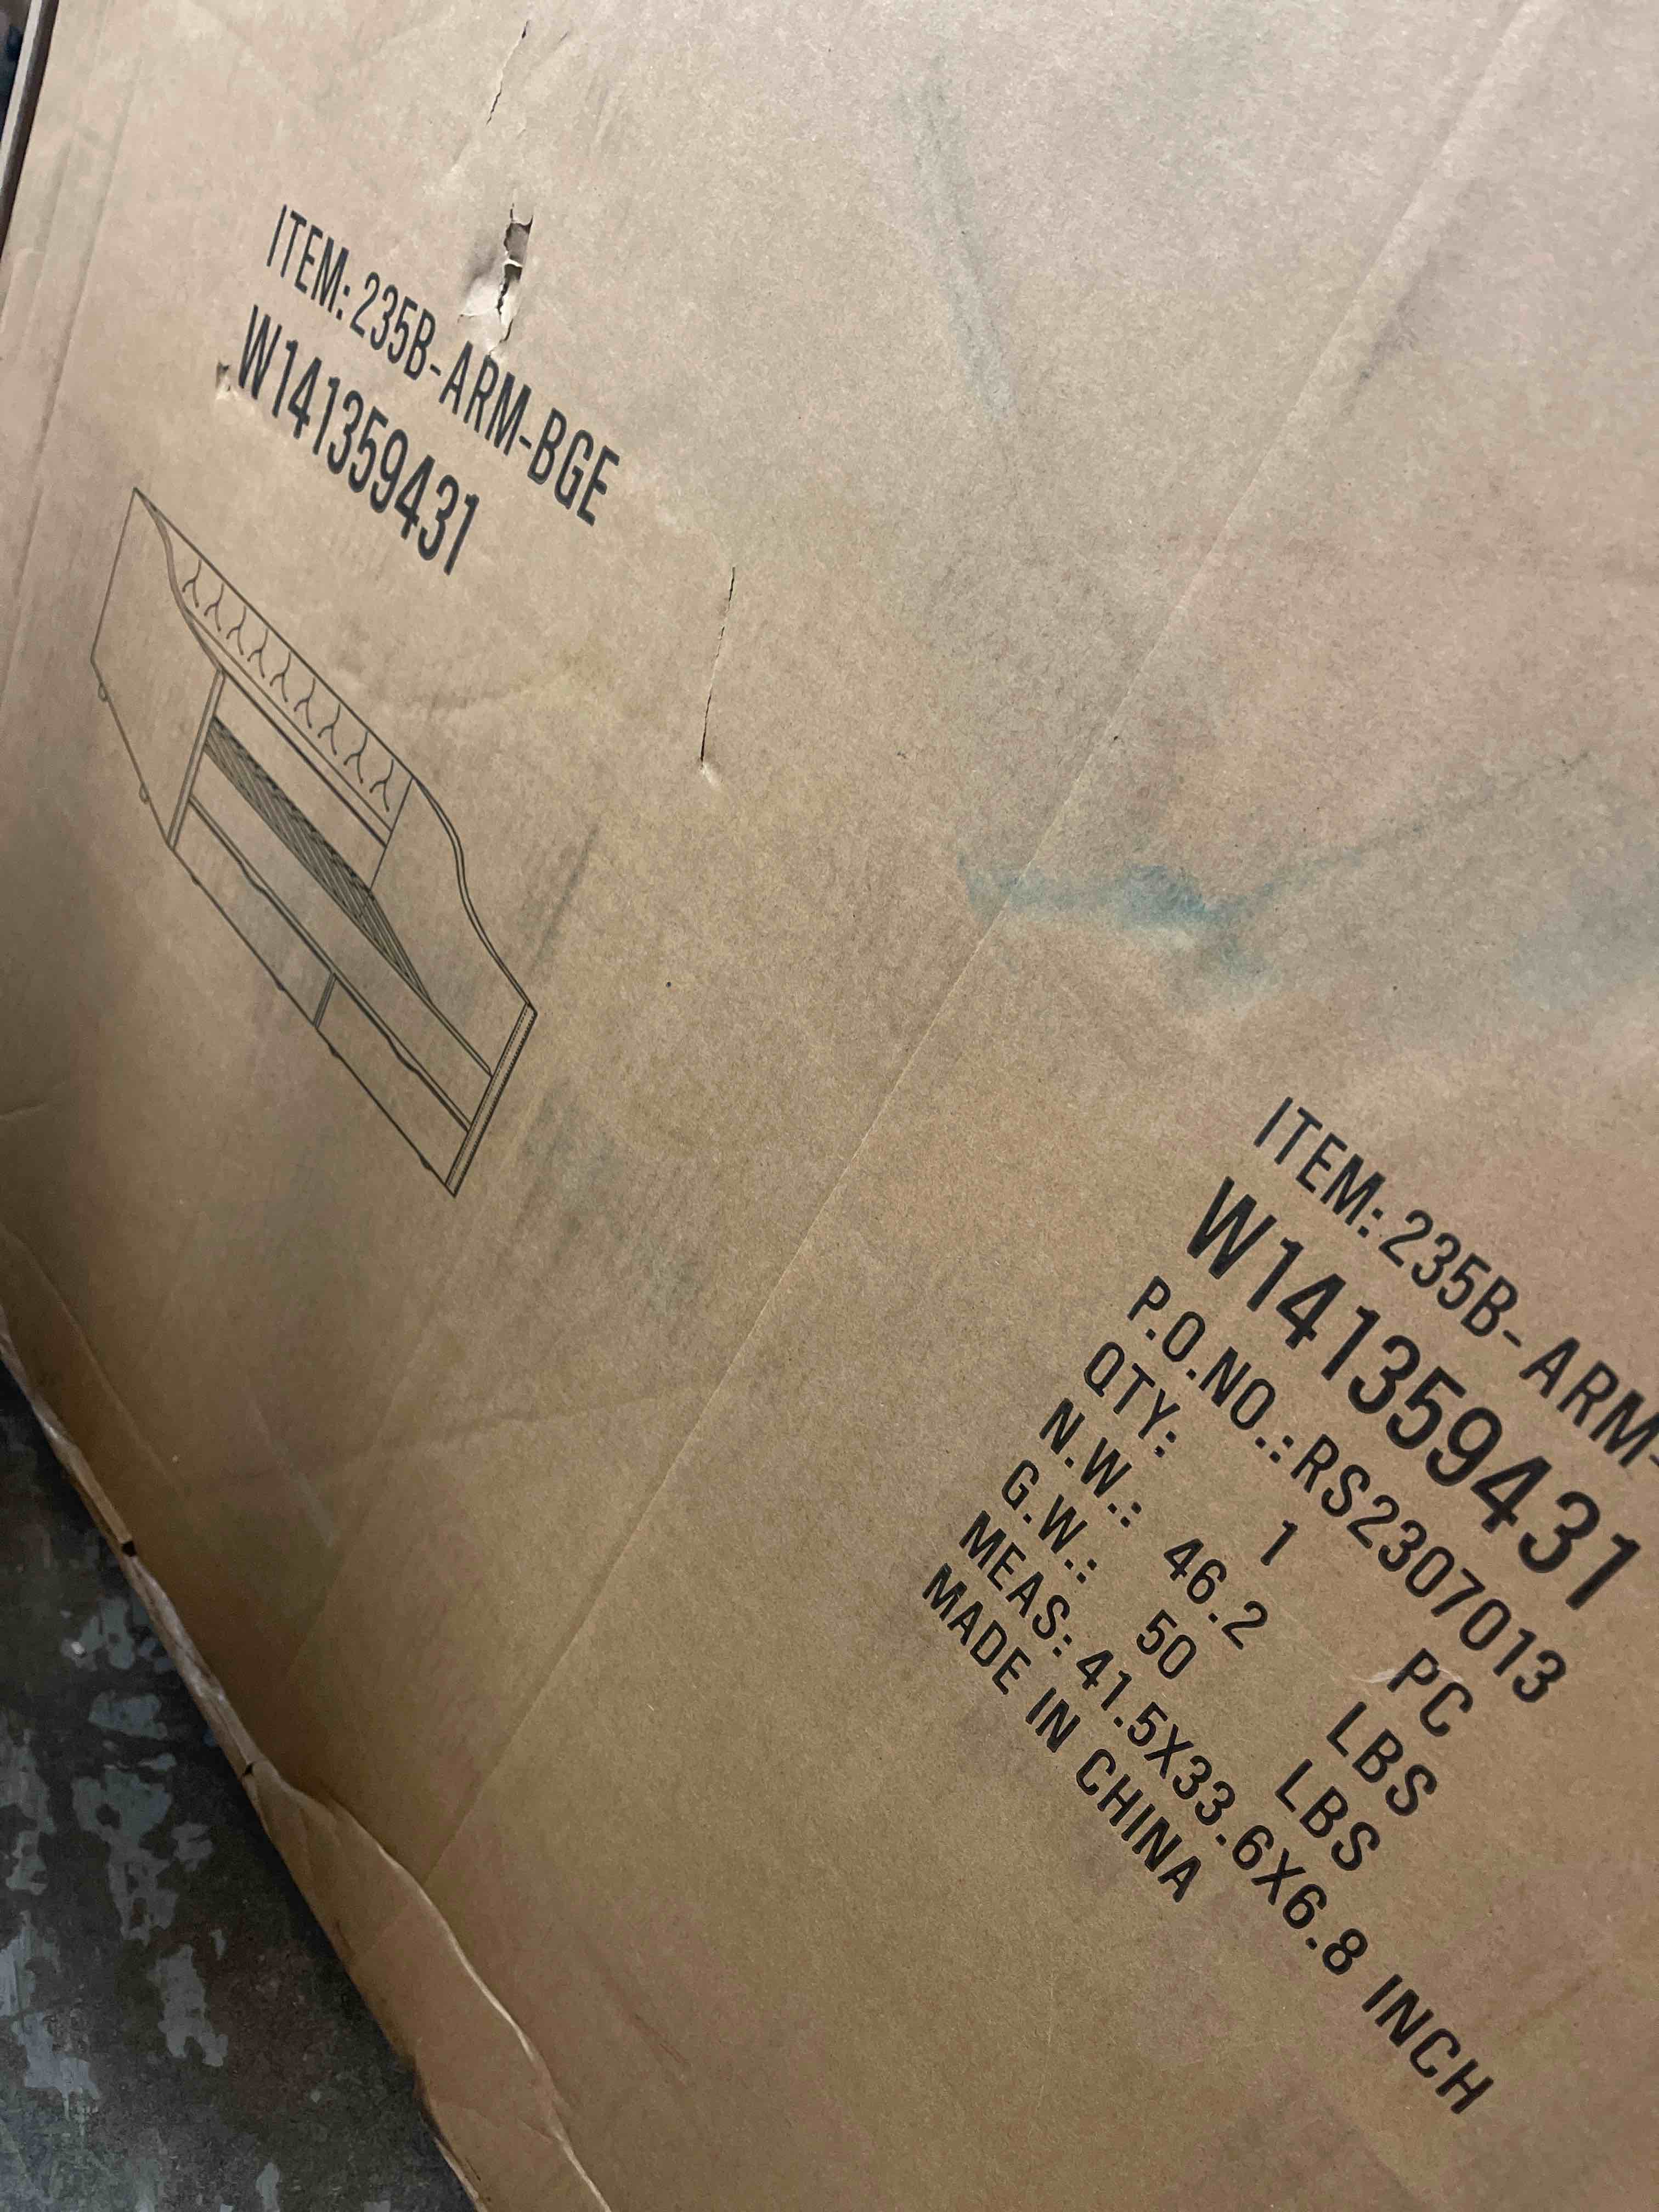 ITEM: 235B-ARM-BGE
W141359431
ITEM: 235B-ARM-
W141359431
P.O.NO.: RS2307013
QTY: 1 PC
N.W.: 46.2 LBS
G.W.: 50 LBS
MEAS: 41.5X33.6X6.8 INCH
MADE IN CHINA